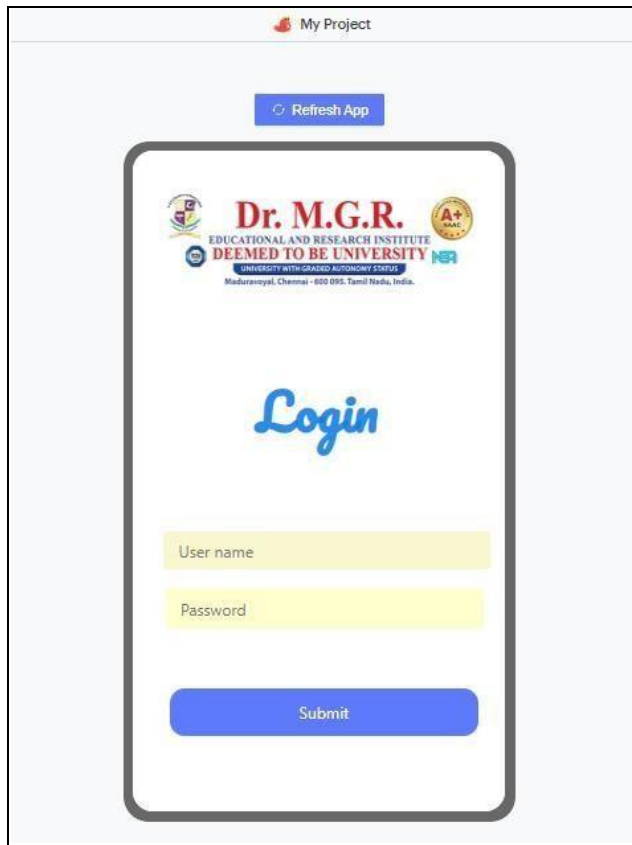 My Project
Refresh App
Dr. M.G.R.
EDUCATIONAL AND RESEARCH INSTITUTE
DEEMED TO BE UNIVERSITY
UNIVERSITY WITH GRADED AUTONOMY STATUS
Maduravoyal, Chennai - 600 095. Tamil Nadu, India.
A+
NAAC
Login
User name
Password
Submit